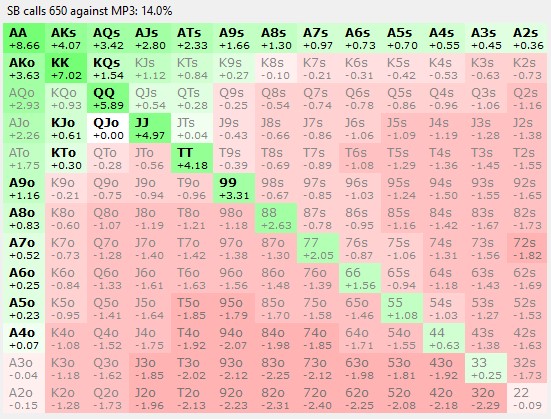 SB calls 650 against MP3: 14.0%
AA AKs AQs AJs ATs A9s A8s A7s A6s A5s A4s A3s A2s
+8.66 +4.07 +3.42 +2.80 +2.33 +1.66 +1.30 +0.97 +0.73 +0.70 +0.55 +0.45 +0.36
AKo KK KQs KJs KTs K9s K8s K7s K6s K5s K4s K3s K2s
+3.63 +7.02 +1.54 +1.12 +0.84 +0.27 -0.10 -0.21 -0.31 -0.42 -0.53 -0.63 -0.73
AQo KQo QQ QJs QTs Q9s Q8s Q7s Q6s Q5s Q4s Q3s Q2s
+2.93 +0.93 +5.89 +0.54 +0.28 -0.25 -0.54 -0.74 -0.78 -0.86 -0.96 -1.06 -1.16
AJo KJo QJo JJ JTs J9s J8s J7s J6s J5s J4s J3s J2s
+2.26 +0.61 +0.00 +4.97 +0.04 -0.43 -0.68 -0.86 -1.06 -1.09 -1.19 -1.28 -1.38
ATo KTo QTo JTo TT T9s T8s T7s T6s T5s T4s T3s T2s
+1.75 +0.30 -0.28 -0.56 +4.18 -0.39 -0.69 -0.89 -1.08 -1.29 -1.36 -1.45 -1.55
A9o K9o Q9o J9o T9o 99 98s 97s 96s 95s 94s 93s 92s
+1.16 -0.21 -0.75 -0.94 -0.96 +3.31 -0.67 -0.85 -1.03 -1.24 -1.50 -1.55 -1.65
A8o K8o Q8o J8o T8o 98o 88 87s 86s 85s 84s 83s 82s
+0.83 -0.60 -1.07 -1.19 -1.21 -1.18 +2.63 -0.78 -0.95 -1.16 -1.42 -1.67 -1.73
A7o K7o Q7o J7o T7o 97o 87o 77 76s 75s 74s 73s 72s
+0.52 -0.73 -1.28 -1.40 -1.42 -1.38 -1.30 +2.05 -0.87 -1.06 -1.31 -1.56 -1.82
A6o K6o Q6o J6o T6o 96o 86o 76o 66 65s 64s 63s 62s
+0.25 -0.84 -1.33 -1.61 -1.63 -1.56 -1.48 -1.39 +1.56 -0.94 -1.18 -1.43 -1.69
A5o K5o Q5o J5o T5o 95o 85o 75o 65o 55 54s 53s 52s
+0.23 -0.95 -1.41 -1.64 -1.85 -1.79 -1.70 -1.58 -1.46 +1.08 -1.03 -1.27 -1.53
A4o K4o Q4o J4o T4o 94o 84o 74o 64o 54o 44 43s 42s
+0.07 -1.08 -1.52 -1.75 -1.92 -2.07 -1.98 -1.85 -1.71 -1.55 +0.63 -1.38 -1.63
A3o K3o Q3o J3o T3o 93o 83o 73o 63o 53o 43o 33 32s
-0.04 -1.18 -1.62 -1.85 -2.02 -2.12 -2.25 -2.12 -1.98 -1.81 -1.92 +0.25 -1.73
A2o K2o Q2o J2o T2o 92o 82o 72o 62o 52o 42o 32o 22
-0.15 -1.28 -1.73 -1.96 -2.13 -2.23 -2.31 -2.40 -2.25 -2.08 -2.18 -2.29 -0.09